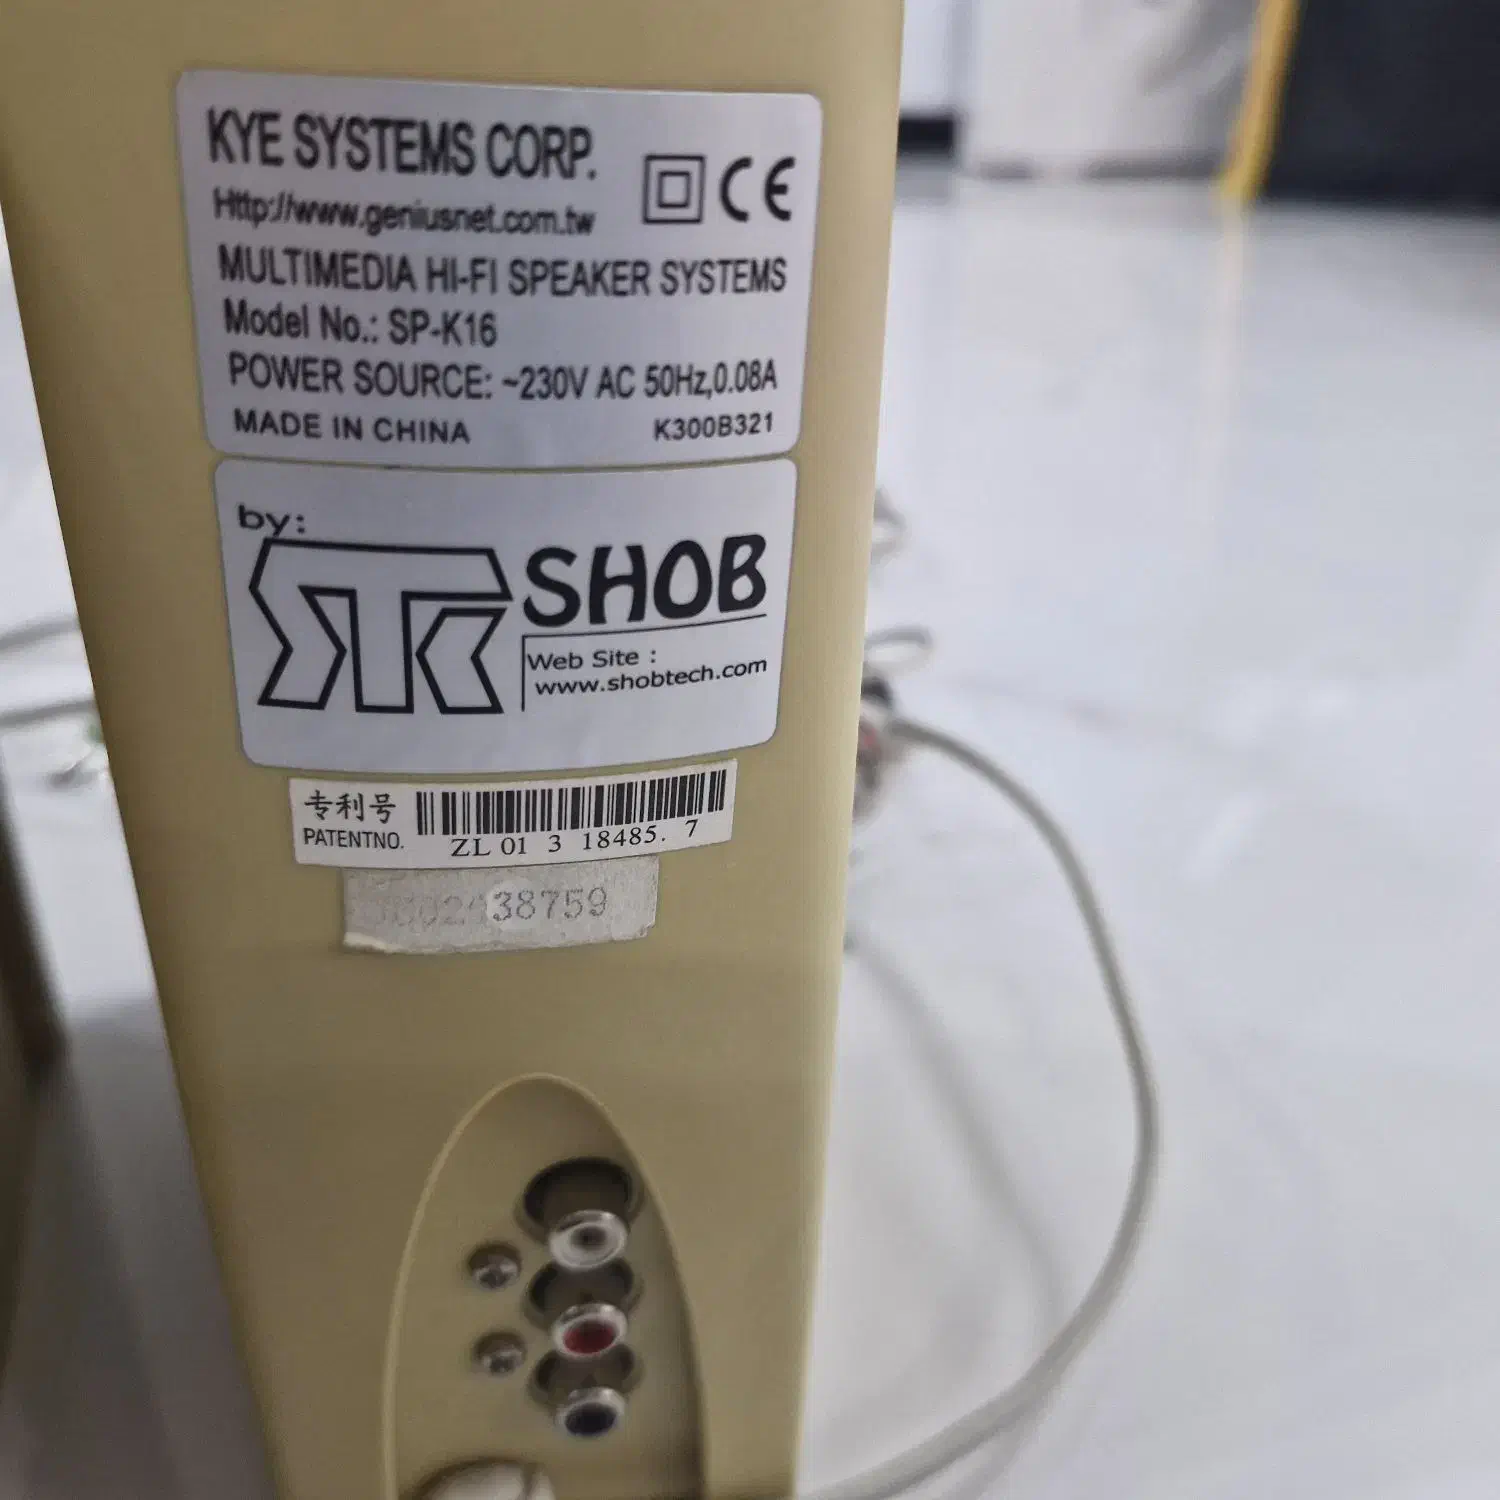 KYE SYSTEMS CORP.
Http://www.geniusnet.com.tw
CE
MULTIMEDIA HI-FI SPEAKER SYSTEMS
Model No.: SP-K16
POWER SOURCE: ~230V AC 50Hz,0.08A
MADE IN CHINA K300B321
by:
STK SHOB
Web Site :
www.shobtech.com
专利号
PATENTNO. ZL 01 3 18485. 7